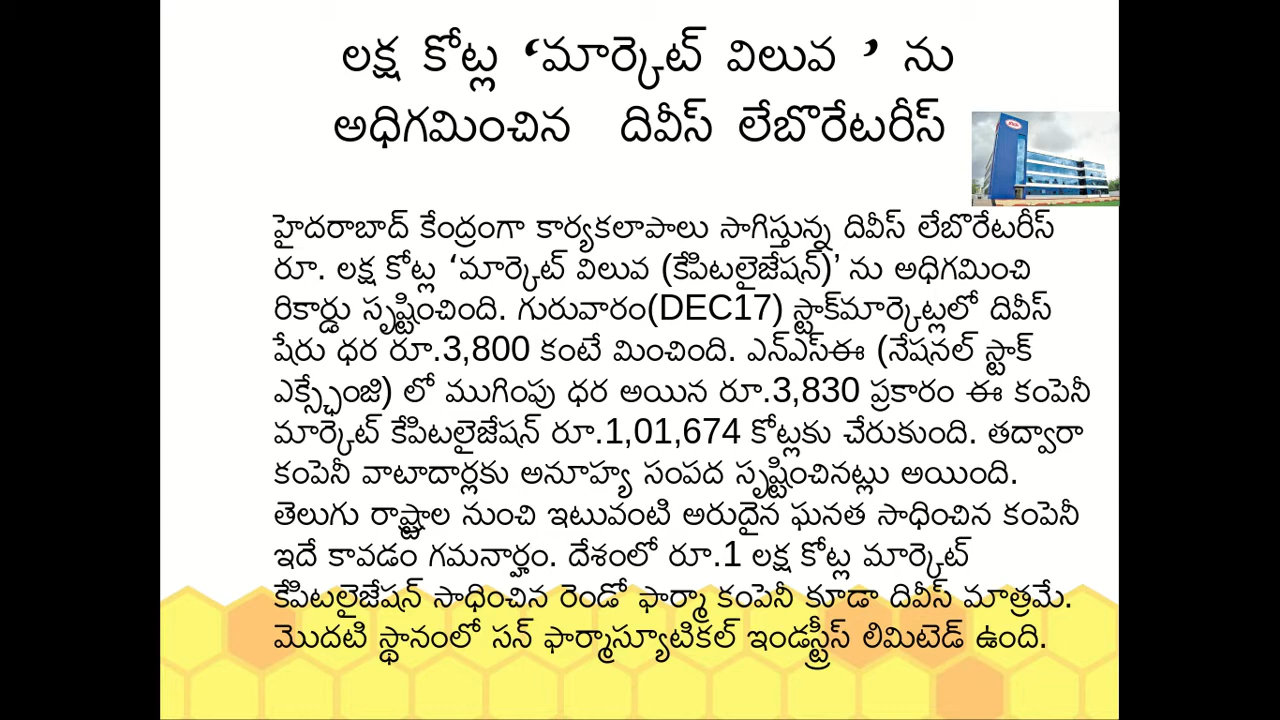 లక్ష కోట్ల ‘మార్కెట్ విలువ ’ ను
అధిగమించిన దివీస్ లేబొరేటరీస్
హైదరాబాద్ కేంద్రంగా కార్యకలాపాలు సాగిస్తున్న దివీస్ లేబొరేటరీస్
రూ. లక్ష కోట్ల ‘మార్కెట్ విలువ (కేపిటలైజేషన్)’ ను అధిగమించి
రికార్డు సృష్టించింది. గురువారం(DEC17) స్టాక్‌మార్కెట్లలో దివీస్
షేరు ధర రూ.3,800 కంటే మించింది. ఎన్ఎస్ఈ (నేషనల్ స్టాక్
ఎక్స్ఛేంజి) లో ముగింపు ధర అయిన రూ.3,830 ప్రకారం ఈ కంపెనీ
మార్కెట్ కేపిటలైజేషన్ రూ.1,01,674 కోట్లకు చేరుకుంది. తద్వారా
కంపెనీ వాటాదార్లకు అనూహ్య సంపద సృష్టించినట్లు అయింది.
తెలుగు రాష్ట్రాల నుంచి ఇటువంటి అరుదైన ఘనత సాధించిన కంపెనీ
ఇదే కావడం గమనార్హం. దేశంలో రూ.1 లక్ష కోట్ల మార్కెట్
కేపిటలైజేషన్ సాధించిన రెండో ఫార్మా కంపెనీ కూడా దివీస్ మాత్రమే.
మొదటి స్థానంలో సన్ ఫార్మాస్యూటికల్ ఇండస్ట్రీస్ లిమిటెడ్ ఉంది.